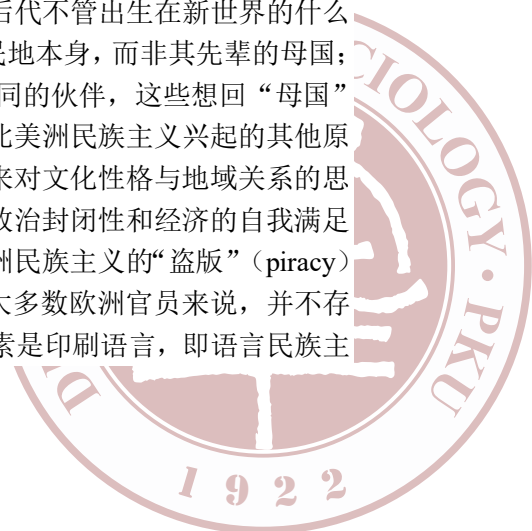 后代不管出生在新世界的什么
民地本身，而非其先辈的母国；
同的伙伴，这些想回“母国”
北美洲民族主义兴起的其他原
来对文化性格与地域关系的思
政治封闭性和经济的自我满足
洲民族主义的“盗版”（piracy）
大多数欧洲官员来说，并不存
素是印刷语言，即语言民族主
CIOLOGY · PKU
1922